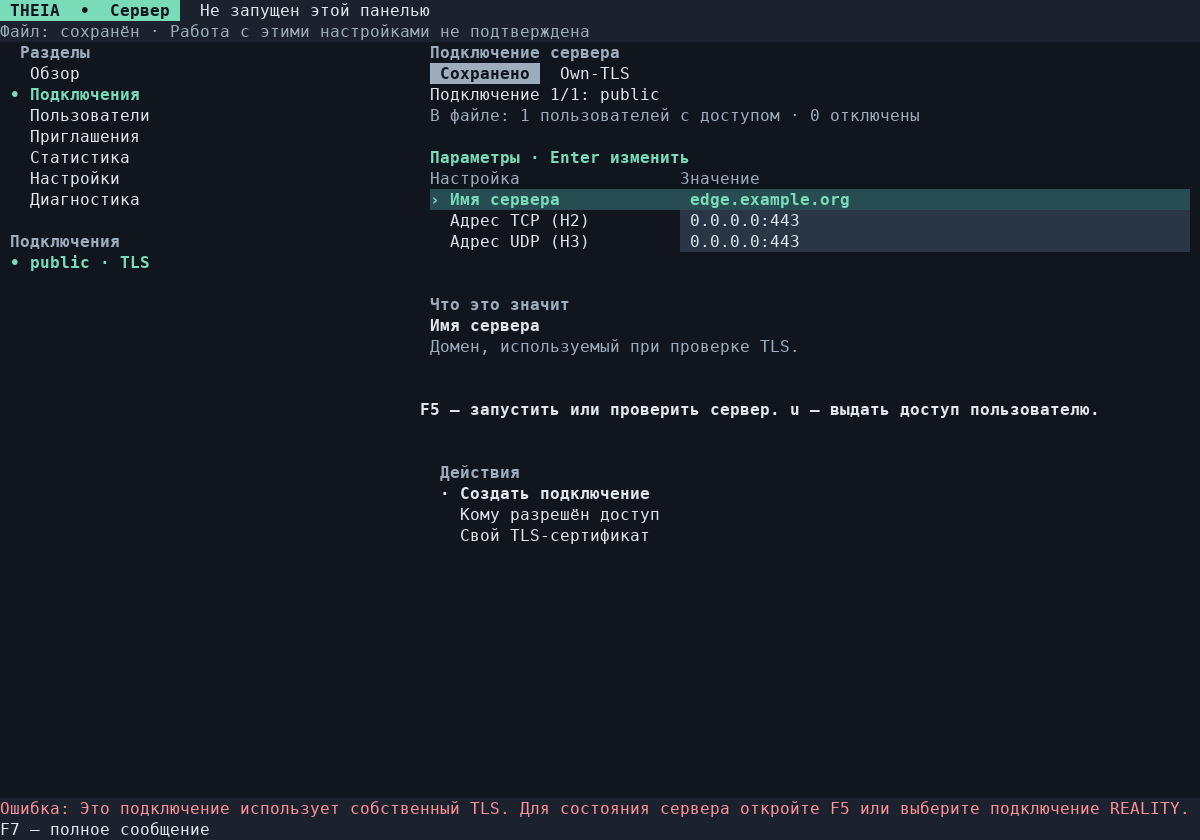 THEIA • Сервер Не запущен этой панелью
Файл: сохранён · Работа с этими настройками не подтверждена
Разделы
Обзор
• Подключения
Пользователи
Приглашения
Статистика
Настройки
Диагностика
Подключения
• public · TLS
Подключение сервера
Сохранено Own-TLS
Подключение 1/1: public
В файле: 1 пользователей с доступом · 0 отключены
Параметры · Enter изменить
Настройка Значение
› Имя сервера edge.example.org
Адрес TCP (H2) 0.0.0.0:443
Адрес UDP (H3) 0.0.0.0:443
Что это значит
Имя сервера
Домен, используемый при проверке TLS.
F5 — запустить или проверить сервер. u — выдать доступ пользователю.
Действия
· Создать подключение
Кому разрешён доступ
Свой TLS-сертификат
Ошибка: Это подключение использует собственный TLS. Для состояния сервера откройте F5 или выберите подключение REALITY.
F7 — полное сообщение